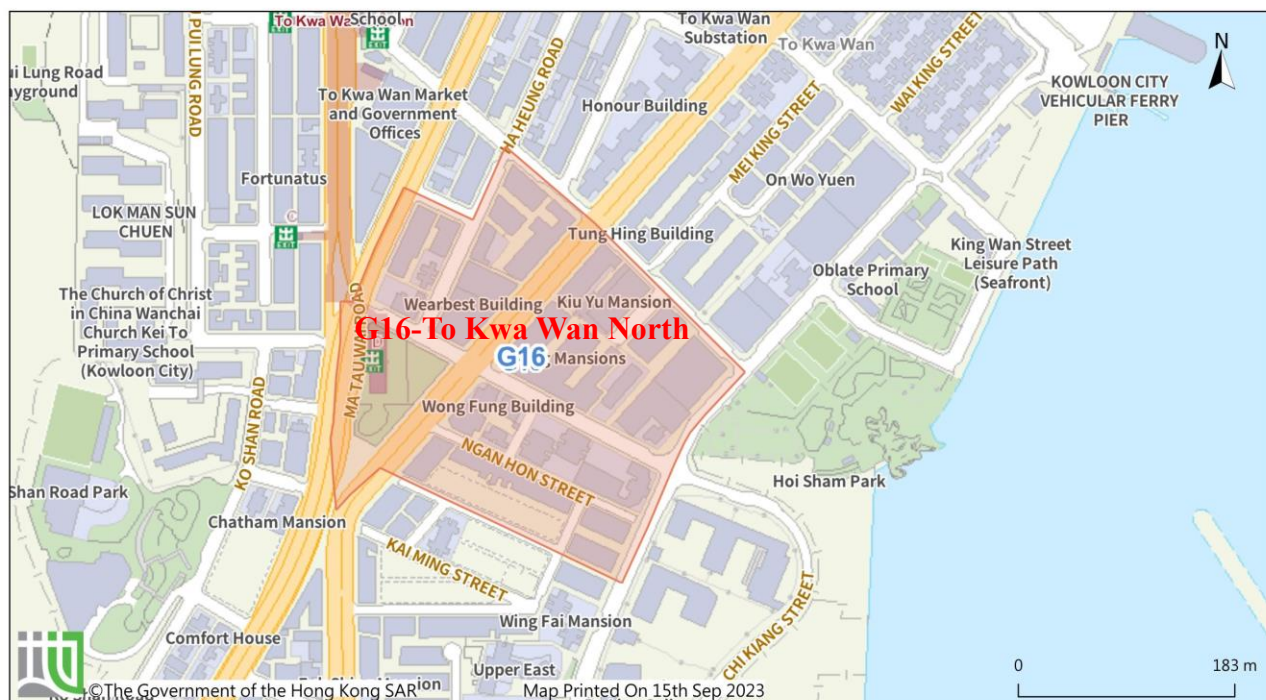 School
To Kwa Wan Station
To Kwa Wan
Substation
To Kwa Wan
WAI KING STREET
N
PUI LUNG ROAD
HA HEUNG ROAD
Lung Road
To Kwa Wan Market
and Government
Offices
Honour Building
MEI KING STREET
KOWLOON CITY
VEHICULAR FERRY
PIER
Fortunatus
On Wo Yuen
LOK MAN SUN
CHUEN
C
EXIT
Tung Hing Building
King Wan Street
Leisure Path
(Seafront)
Oblate Primary
School
The Church of Christ
in China Wanchai
Church Kei To
Primary School
(Kowloon City)
MA TAU WAI ROAD
Wearbest Building
Kiu Yu Mansion
G16-To Kwa Wan North
G16
Mansions
Wong Fung Building
KO SHAN ROAD
NGAN HON STREET
Hoi Sham Park
Shan Road Park
Chatham Mansion
KAI MING STREET
CHI KIANG STREET
Wing Fai Mansion
Comfort House
Upper East
0
183 m
©The Government of the Hong Kong SAR
Map Printed On 15th Sep 2023